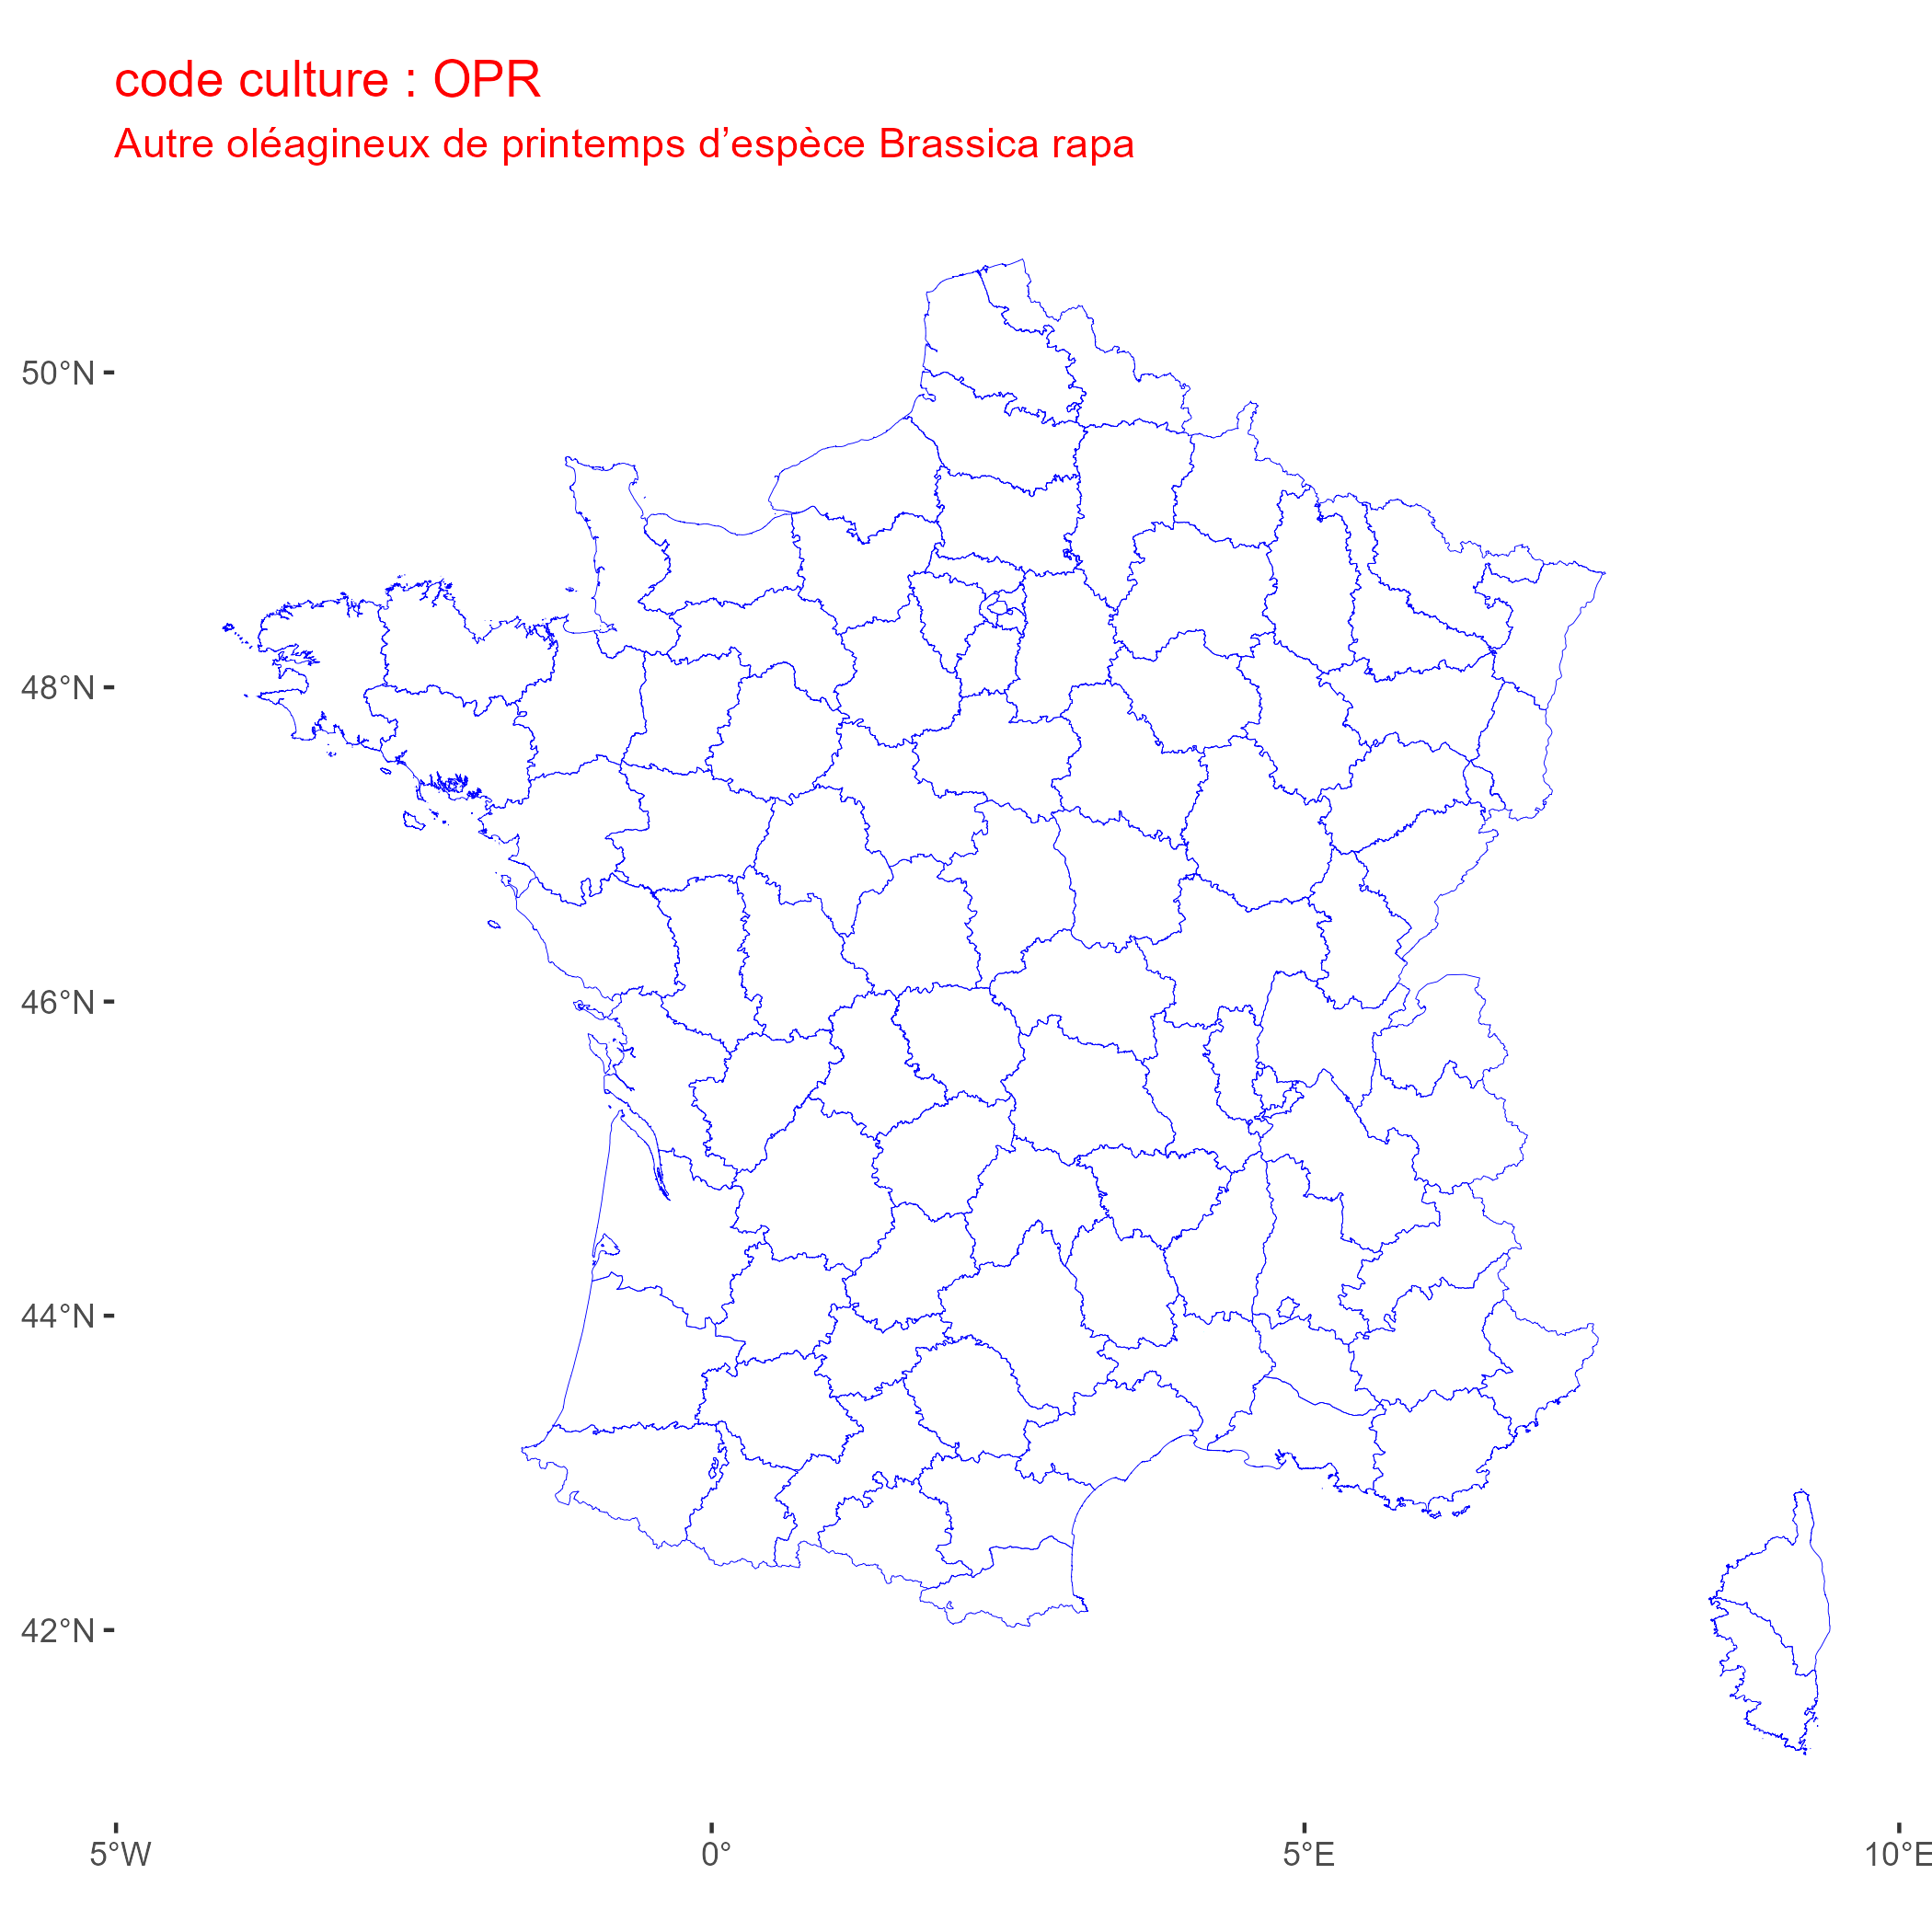 code culture : OPR
Autre oléagineux de printemps d’espèce Brassica rapa
50°N
48°N
46°N
44°N
42°N
5°W 0° 5°E 10°E